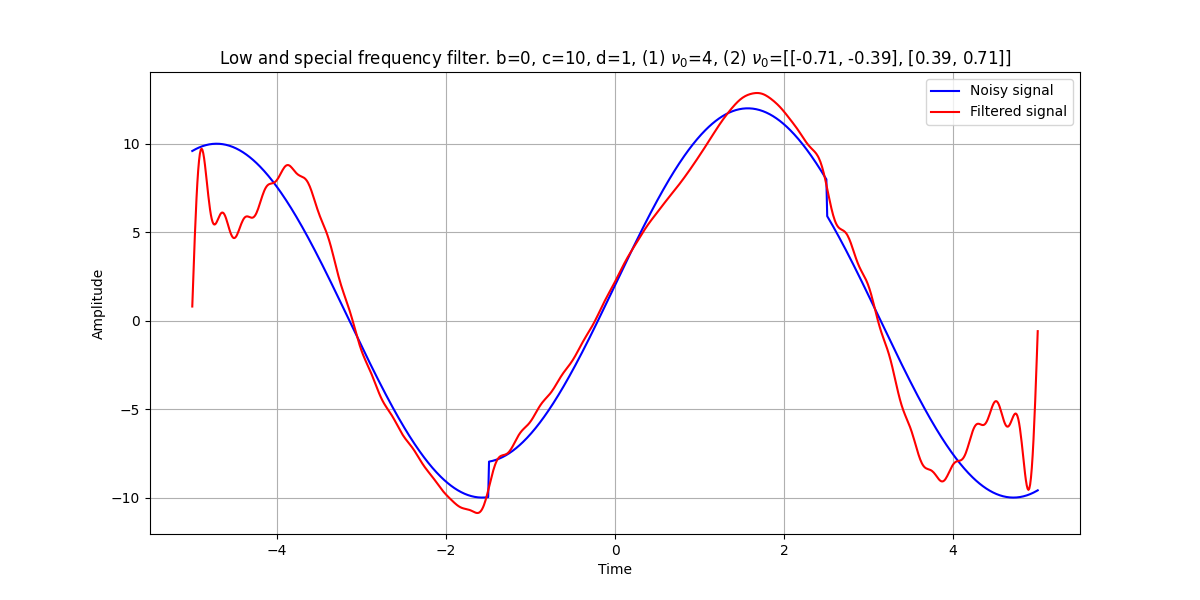 Low and special frequency filter. b=0, c=10, d=1, (1) ν₀=4, (2) ν₀=[[-0.71, -0.39], [0.39, 0.71]]
Noisy signal
Filtered signal
Amplitude
10
5
0
−5
−10
−4
−2
0
2
4
Time